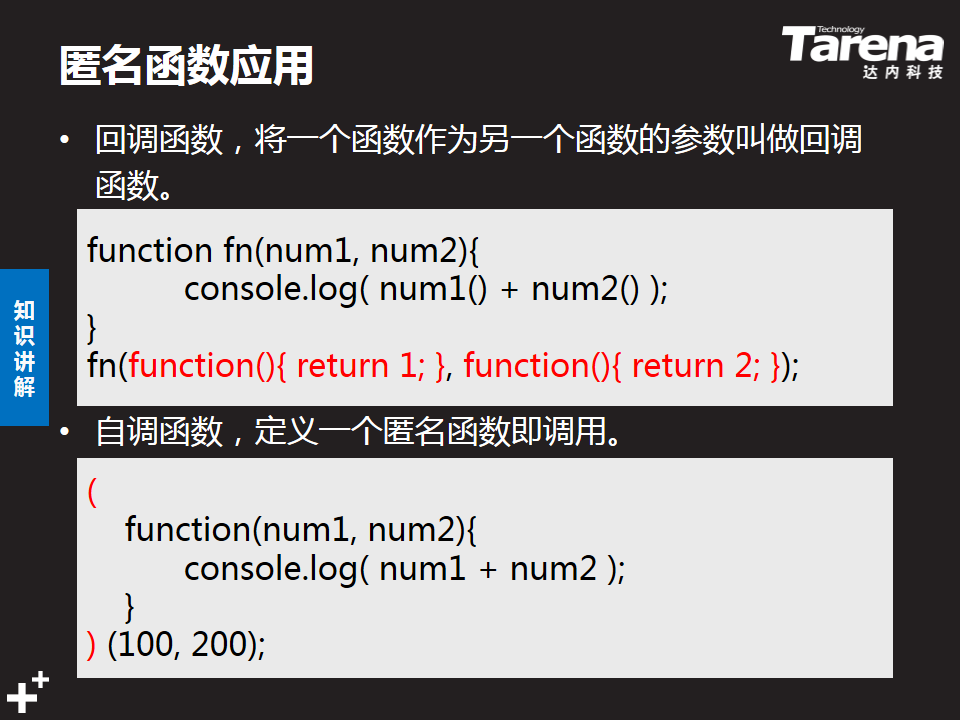 匿名函数应用
Technology
Tarena
达内科技
• 回调函数，将一个函数作为另一个函数的参数叫做回调
函数。
function fn(num1, num2){
console.log( num1() + num2() );
}
fn(function(){ return 1; }, function(){ return 2; });
知
识
讲
解
• 自调函数，定义一个匿名函数即调用。
(
function(num1, num2){
console.log( num1 + num2 );
}
) (100, 200);